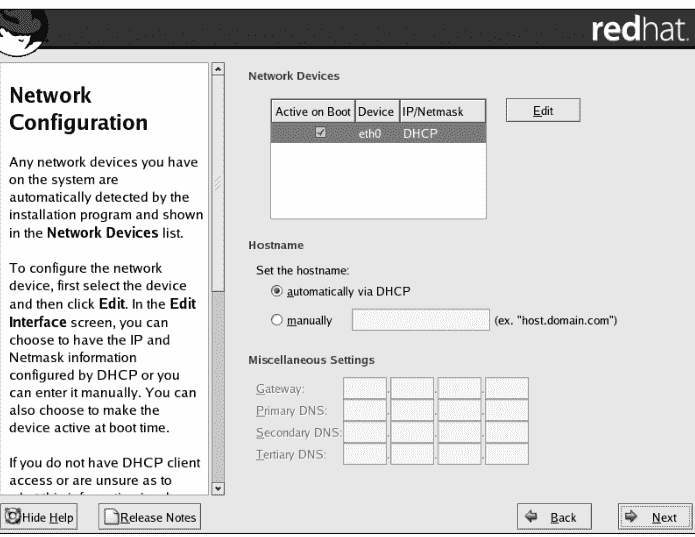 redhat.
Network
Configuration
Any network devices you have
on the system are
automatically detected by the
installation program and shown
in the Network Devices list.
To configure the network
device, first select the device
and then click Edit. In the Edit
Interface screen, you can
choose to have the IP and
Netmask information
configured by DHCP or you
can enter it manually. You can
also choose to make the
device active at boot time.
If you do not have DHCP client
access or are unsure as to
Network Devices
Active on Boot Device IP/Netmask
eth0 DHCP
Edit
Hostname
Set the hostname:
automatically via DHCP
manually (ex. "host.domain.com")
Miscellaneous Settings
Gateway:
Primary DNS:
Secondary DNS:
Tertiary DNS:
Hide Help
Release Notes
Back
Next